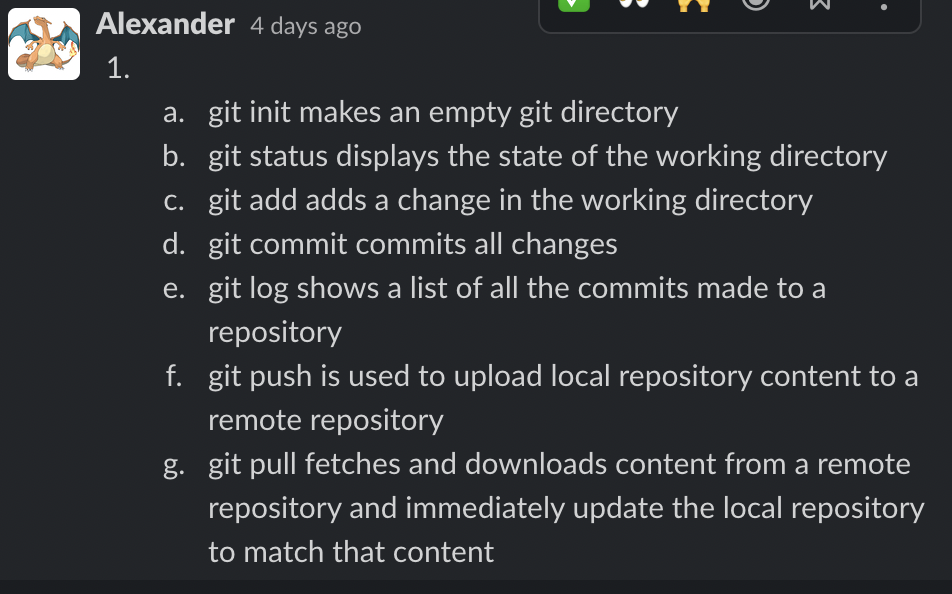 Alexander 4 days ago
1.
a. git init makes an empty git directory
b. git status displays the state of the working directory
c. git add adds a change in the working directory
d. git commit commits all changes
e. git log shows a list of all the commits made to a
repository
f. git push is used to upload local repository content to a
remote repository
g. git pull fetches and downloads content from a remote
repository and immediately update the local repository
to match that content